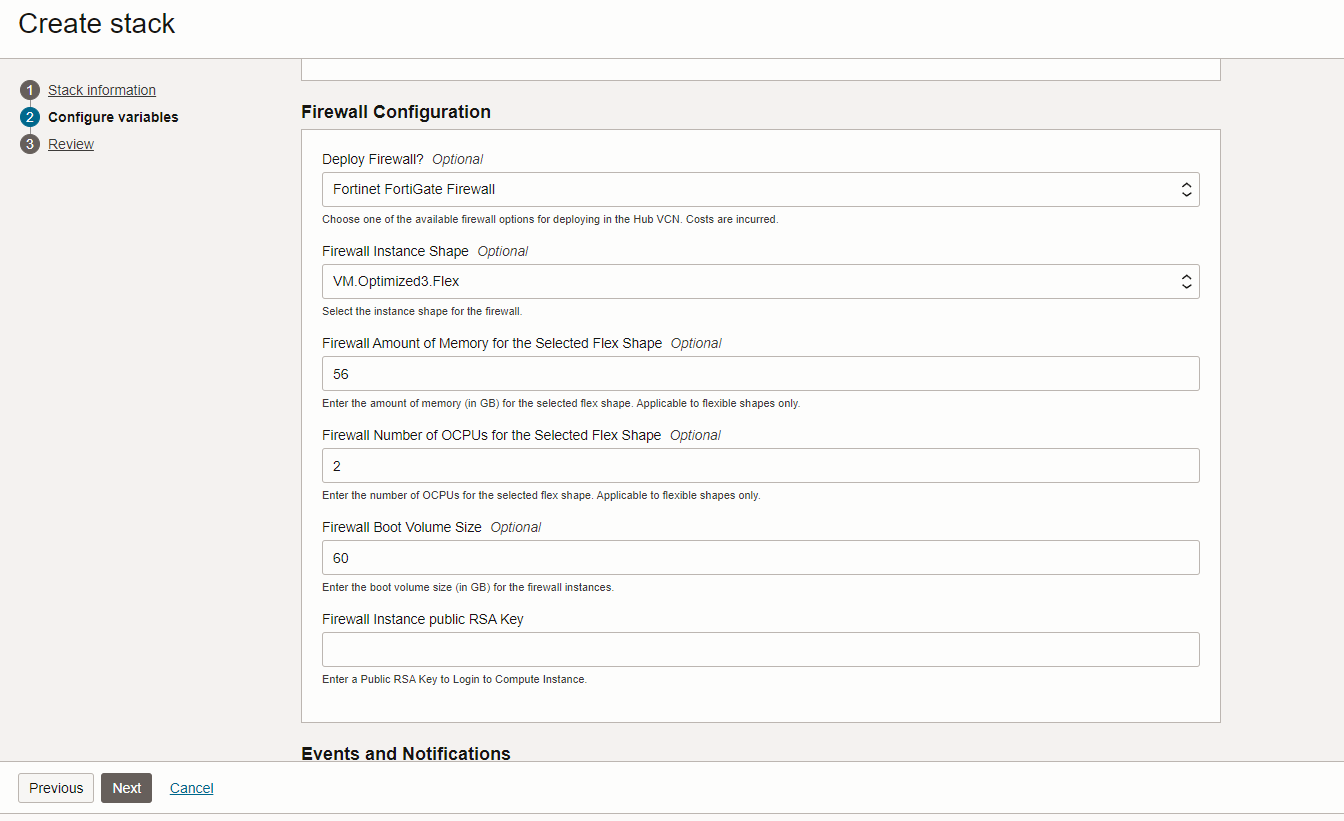 Create stack
1 Stack information
2 Configure variables
3 Review
Firewall Configuration
Deploy Firewall? Optional
Fortinet FortiGate Firewall
Choose one of the available firewall options for deploying in the Hub VCN. Costs are incurred.
Firewall Instance Shape Optional
VM.Optimized3.Flex
Select the instance shape for the firewall.
Firewall Amount of Memory for the Selected Flex Shape Optional
56
Enter the amount of memory (in GB) for the selected flex shape. Applicable to flexible shapes only.
Firewall Number of OCPUs for the Selected Flex Shape Optional
2
Enter the number of OCPUs for the selected flex shape. Applicable to flexible shapes only.
Firewall Boot Volume Size Optional
60
Enter the boot volume size (in GB) for the firewall instances.
Firewall Instance public RSA Key
Enter a Public RSA Key to Login to Compute Instance.
Events and Notifications
Previous Next Cancel